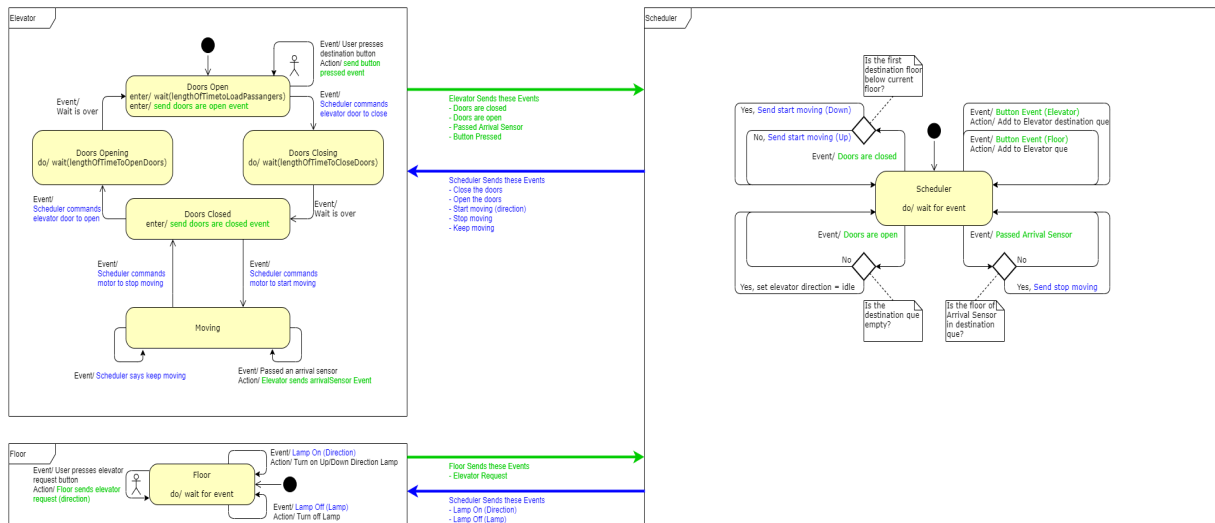 Elevator
Event/ User presses
destination button
Action/ send button
pressed event
Doors Open
enter/ wait(lengthOfTimetoLoadPassangers)
enter/ send doors are open event
Event/
Wait is over
Event/
Scheduler commands
elevator door to close
Doors Opening
do/ wait(lengthOfTimeToOpenDoors)
Doors Closing
do/ wait(lengthOfTimeToCloseDoors)
Event/
Scheduler commands
elevator door to open
Doors Closed
enter/ send doors are closed event
Event/
Wait is over
Event/
Scheduler commands
motor to stop moving
Event/
Scheduler commands
motor to start moving
Moving
Event/ Scheduler says keep moving
Event/ Passed an arrival sensor
Action/ Elevator sends arrivalSensor Event
Elevator Sends these Events
- Doors are closed
- Doors are open
- Passed Arrival Sensor
- Button Pressed
Scheduler Sends these Events
- Close the doors
- Open the doors
- Start moving (direction)
- Stop moving
- Keep moving
Scheduler
Is the first
destination floor
below current
floor?
Yes, Send start moving (Down)
No, Send start moving (Up)
Event/ Doors are closed
Event/ Button Event (Elevator)
Action/ Add to Elevator destination que
Event/ Button Event (Floor)
Action/ Add to Elevator que
Scheduler
do/ wait for event
Event/ Doors are open
Event/ Passed Arrival Sensor
No
No
Yes, set elevator direction = idle
Yes, Send stop moving
Is the
destination que
empty?
Is the floor of
Arrival Sensor
in destination
que?
Floor
Event/ User presses elevator
request button
Action/ Floor sends elevator
request (direction)
Floor
do/ wait for event
Event/ Lamp On (Direction)
Action/ Turn on Up/Down Direction Lamp
Event/ Lamp Off (Lamp)
Action/ Turn off Lamp
Floor Sends these Events
- Elevator Request
Scheduler Sends these Events
- Lamp On (Direction)
- Lamp Off (Lamp)